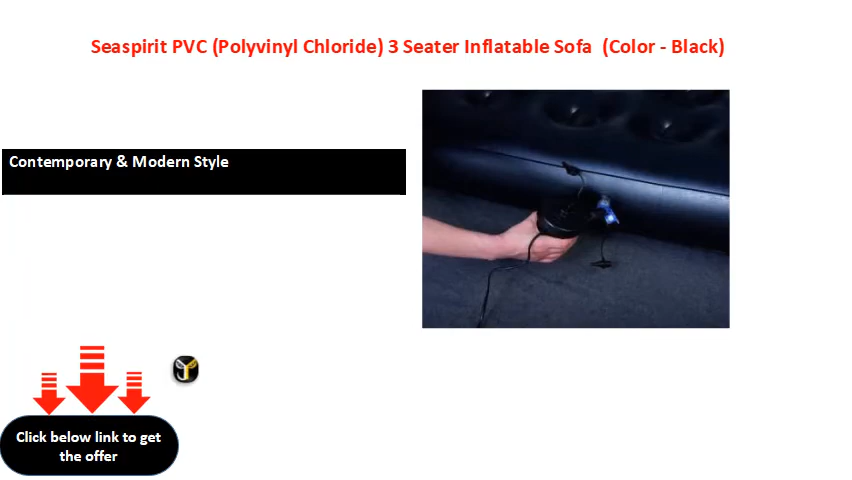 Seaspirit PVC (Polyvinyl Chloride) 3 Seater Inflatable Sofa  (Color - Black)
Contemporary & Modern Style
Click below link to get
the offer